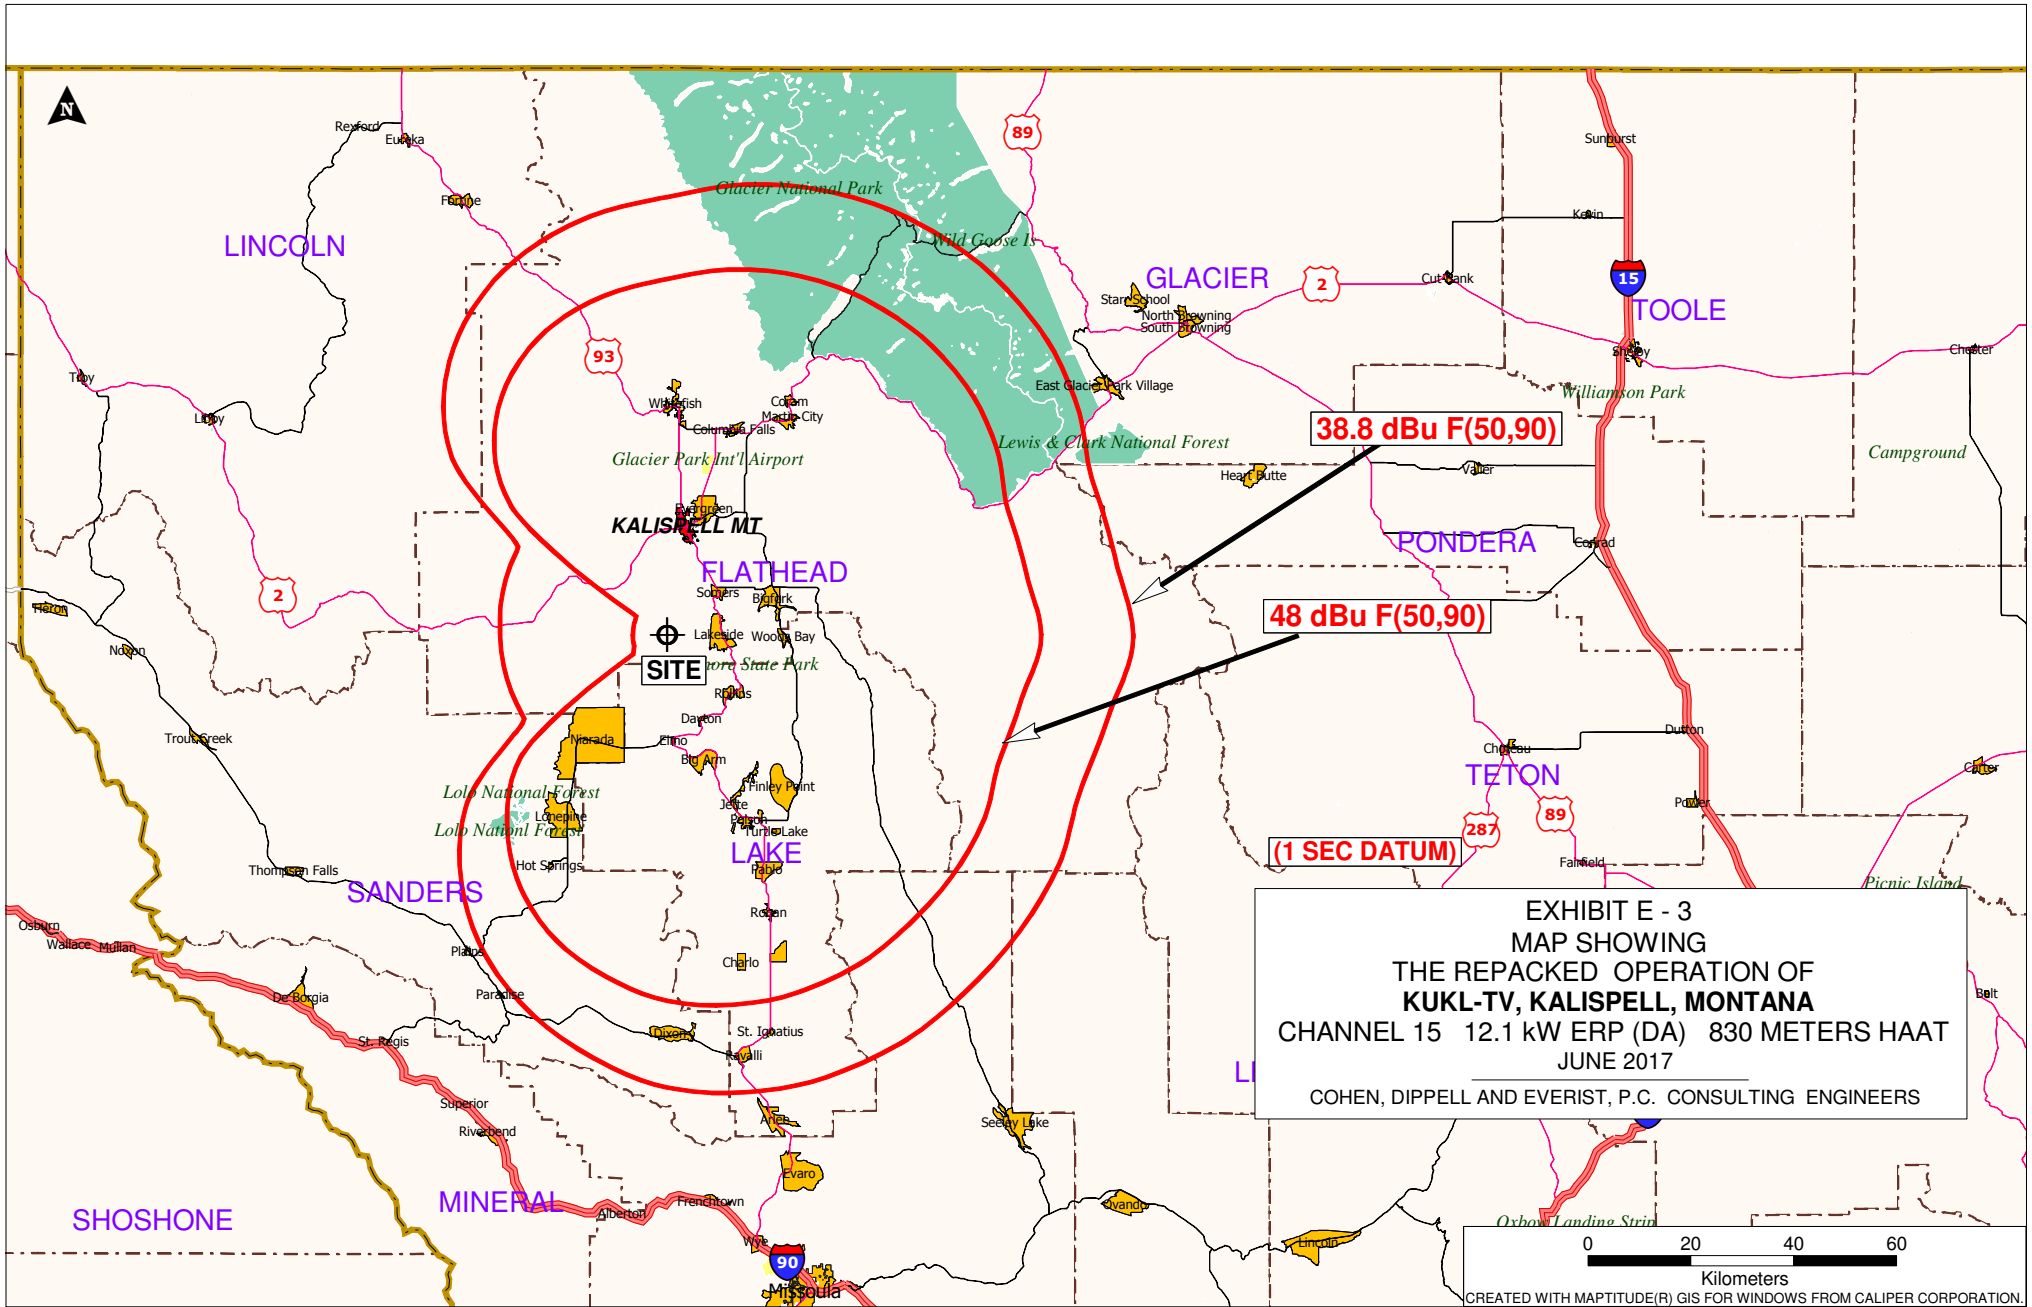 N
Rexford
Eureka
Fortine
LINCOLN
Glacier National Park
Wild Goose Is
89
Sunburst
Kevin
GLACIER
2
Cut Bank
15
TOOLE
Starr School
North Browning
South Browning
Shelby
Chester
93
Troy
Libby
Whitefish
Coram
Martin City
Columbia Falls
East Glacier Park Village
Williamson Park
38.8 dBu F(50,90)
Lewis & Clark National Forest
Glacier Park Int'l Airport
Campground
Heart Butte
Valier
Evergreen
KALISPELL MT
PONDERA
Conrad
FLATHEAD
Somers
Bigfork
2
Heron
48 dBu F(50,90)
Lakeside
Woods Bay
Noxon
SITE
more State Park
Rollins
Dayton
Elmo
Niarada
Big Arm
Trout Creek
Dutton
Choteau
TETON
Carter
Finley Point
Jette
Lolo National Forest
Lonepine
Polson
Turtle Lake
Lolo Nationl Forest
Power
89
287
LAKE
(1 SEC DATUM)
Fairfield
Hot Springs
Pablo
Thompson Falls
SANDERS
Picnic Island
Ronan
Osburn
Wallace
Mullan
Plains
Charlo
De Borgia
Paradise
Belt
Dixon
St. Ignatius
St. Regis
Ravalli
EXHIBIT E - 3
MAP SHOWING
THE REPACKED OPERATION OF
KUKL-TV, KALISPELL, MONTANA
CHANNEL 15 12.1 kW ERP (DA) 830 METERS HAAT
JUNE 2017
COHEN, DIPPELL AND EVERIST, P.C. CONSULTING ENGINEERS
LI
Superior
Riverbend
Arlee
Seeley Lake
Evaro
MINERAL
Alberton
Frenchtown
SHOSHONE
Ovando
Wye
Lincoln
90
Missoula
Oxbow Landing Strip
0 20 40 60
Kilometers
CREATED WITH MAPTITUDE(R) GIS FOR WINDOWS FROM CALIPER CORPORATION.